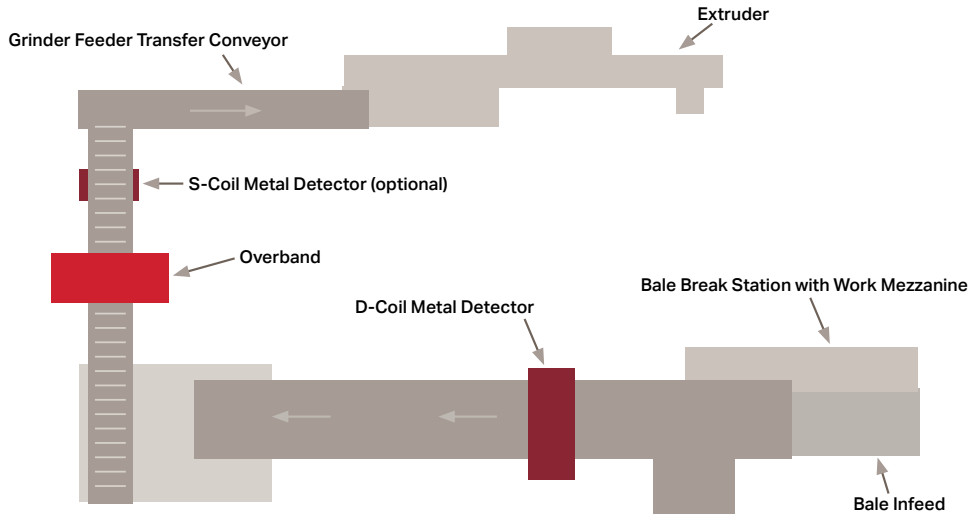 Extruder
Grinder Feeder Transfer Conveyor
S-Coil Metal Detector (optional)
Overband
Bale Break Station with Work Mezzanine
D-Coil Metal Detector
Bale Infeed